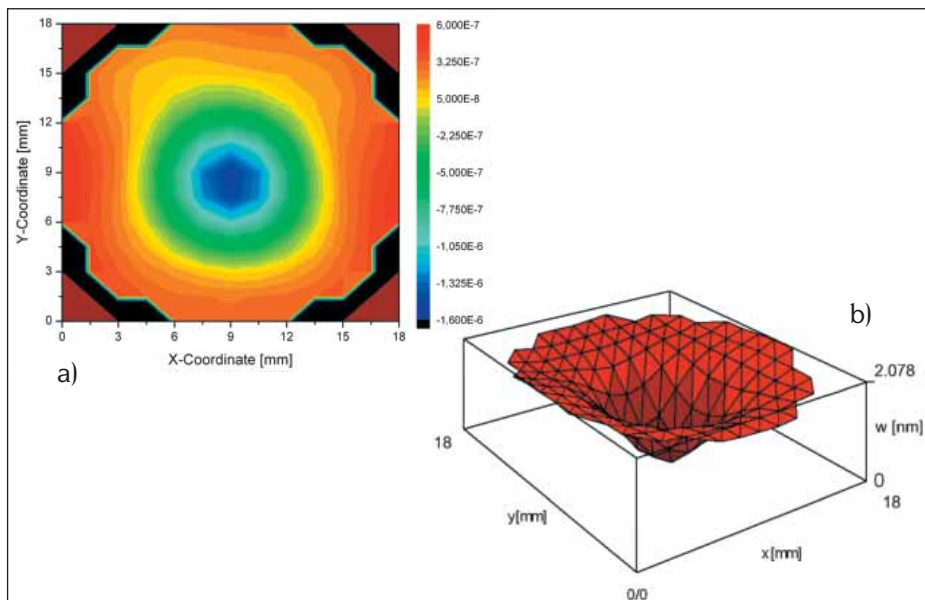 18
15
12
9
6
3
0
Y-Coordinate [mm]
0 3 6 9 12 15 18
X-Coordinate [mm]
6,000E-7
3,250E-7
5,000E-8
-2,250E-7
-5,000E-7
-7,750E-7
-1,050E-6
-1,325E-6
-1,600E-6
a)
b)
2.078
w [nm]
0
18
18
y[mm]
x[mm]
0/0